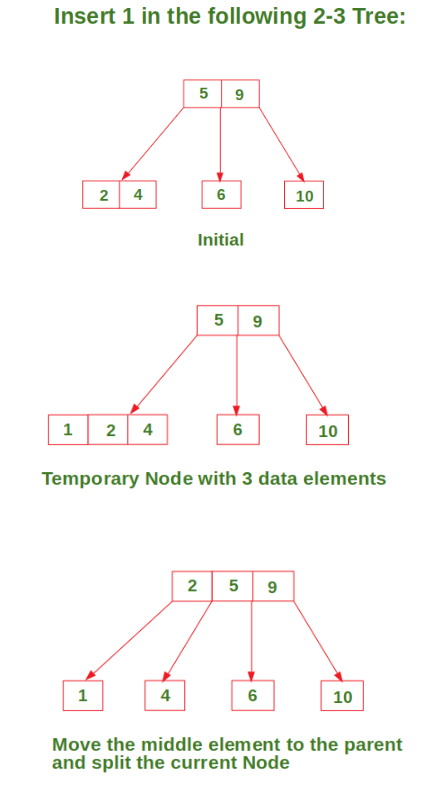 Insert 1 in the following 2-3 Tree:
5 9
2 4 6 10
Initial
5 9
1 2 4 6 10
Temporary Node with 3 data elements
2 5 9
1 4 6 10
Move the middle element to the parent
and split the current Node